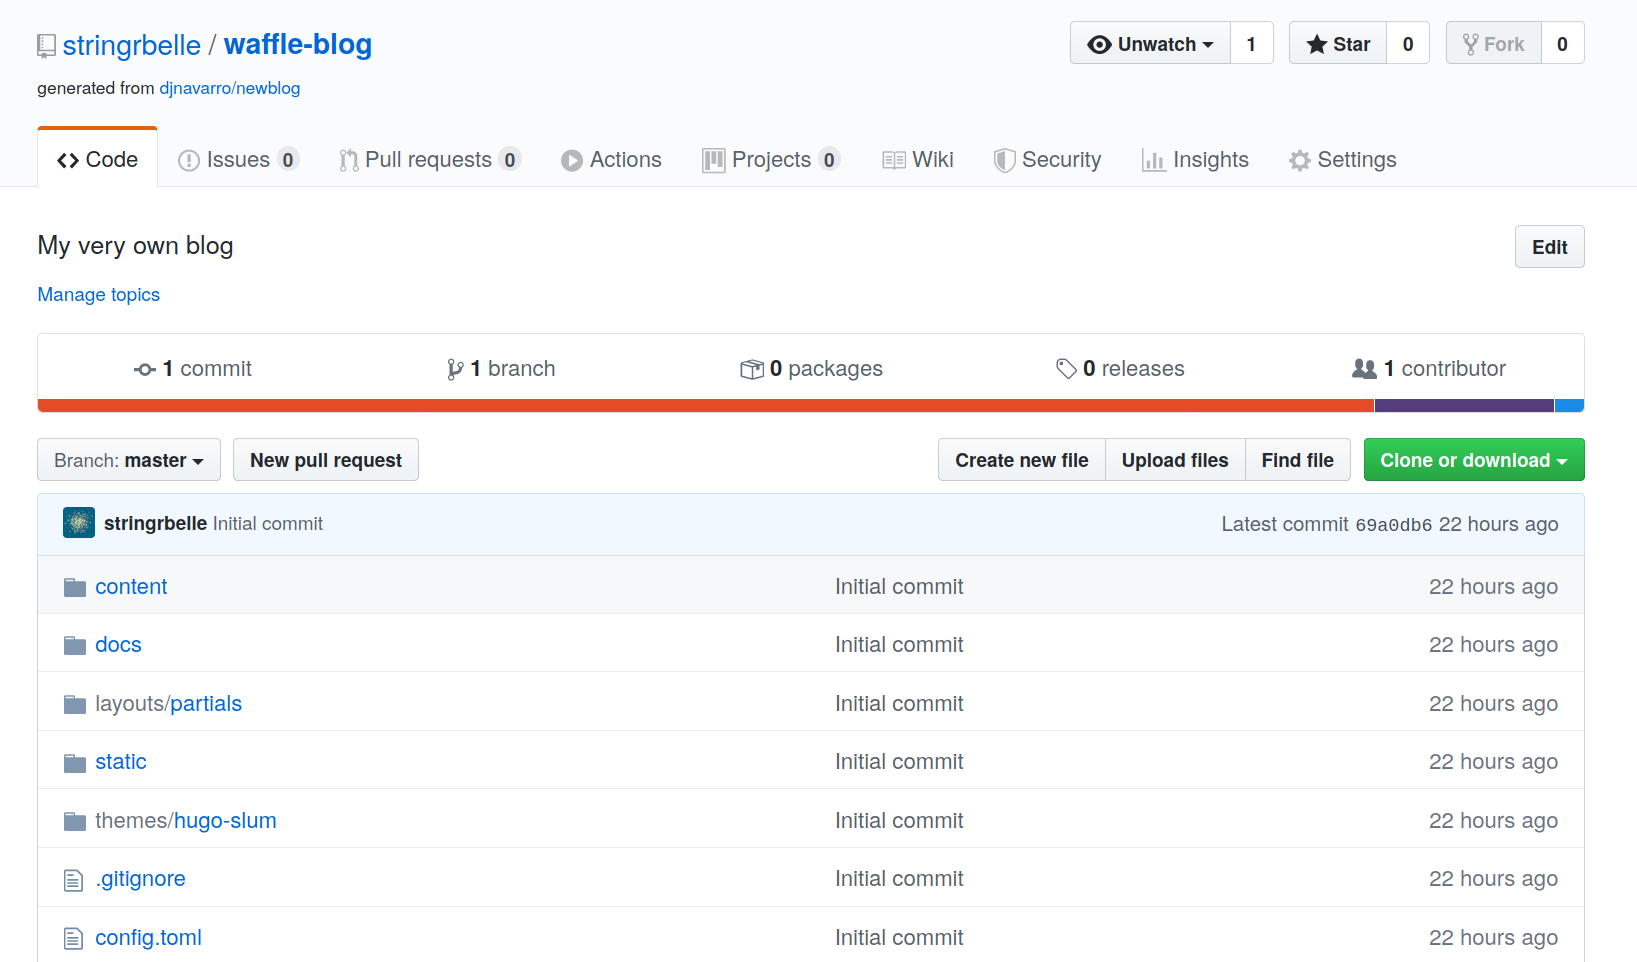 stringrbelle / waffle-blog
Unwatch 1 Star 0 Fork 0
generated from djnavarro/newblog
Code Issues 0 Pull requests 0 Actions Projects 0 Wiki Security Insights Settings
My very own blog
Edit
Manage topics
1 commit 1 branch 0 packages 0 releases 1 contributor
Branch: master New pull request Create new file Upload files Find file Clone or download
stringrbelle Initial commit Latest commit 69a0db6 22 hours ago
content Initial commit 22 hours ago
docs Initial commit 22 hours ago
layouts/partials Initial commit 22 hours ago
static Initial commit 22 hours ago
themes/hugo-slum Initial commit 22 hours ago
.gitignore Initial commit 22 hours ago
config.toml Initial commit 22 hours ago